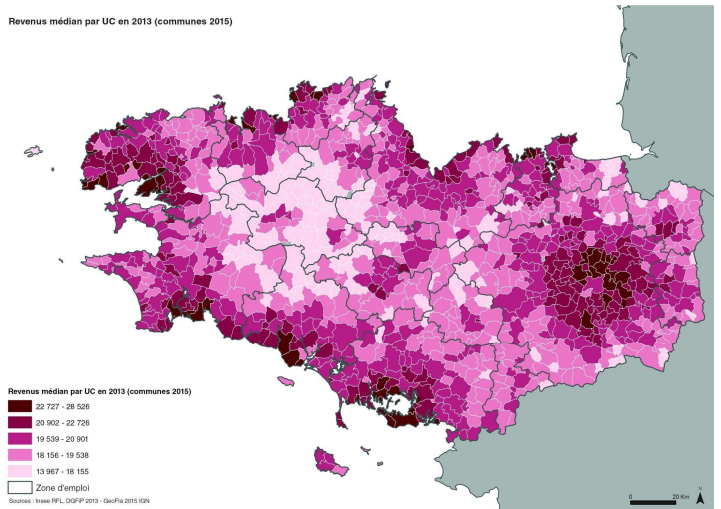 Revenus médian par UC en 2013 (communes 2015)
Revenus médian par UC en 2013 (communes 2015)
22 727 - 28 526
20 902 - 22 726
19 539 - 20 901
18 156 - 19 538
13 967 - 18 155
Zone d'emploi
Sources : Insee RFL, DGFiP 2013 - GeoFla 2015 IGN
0 20 Km
N